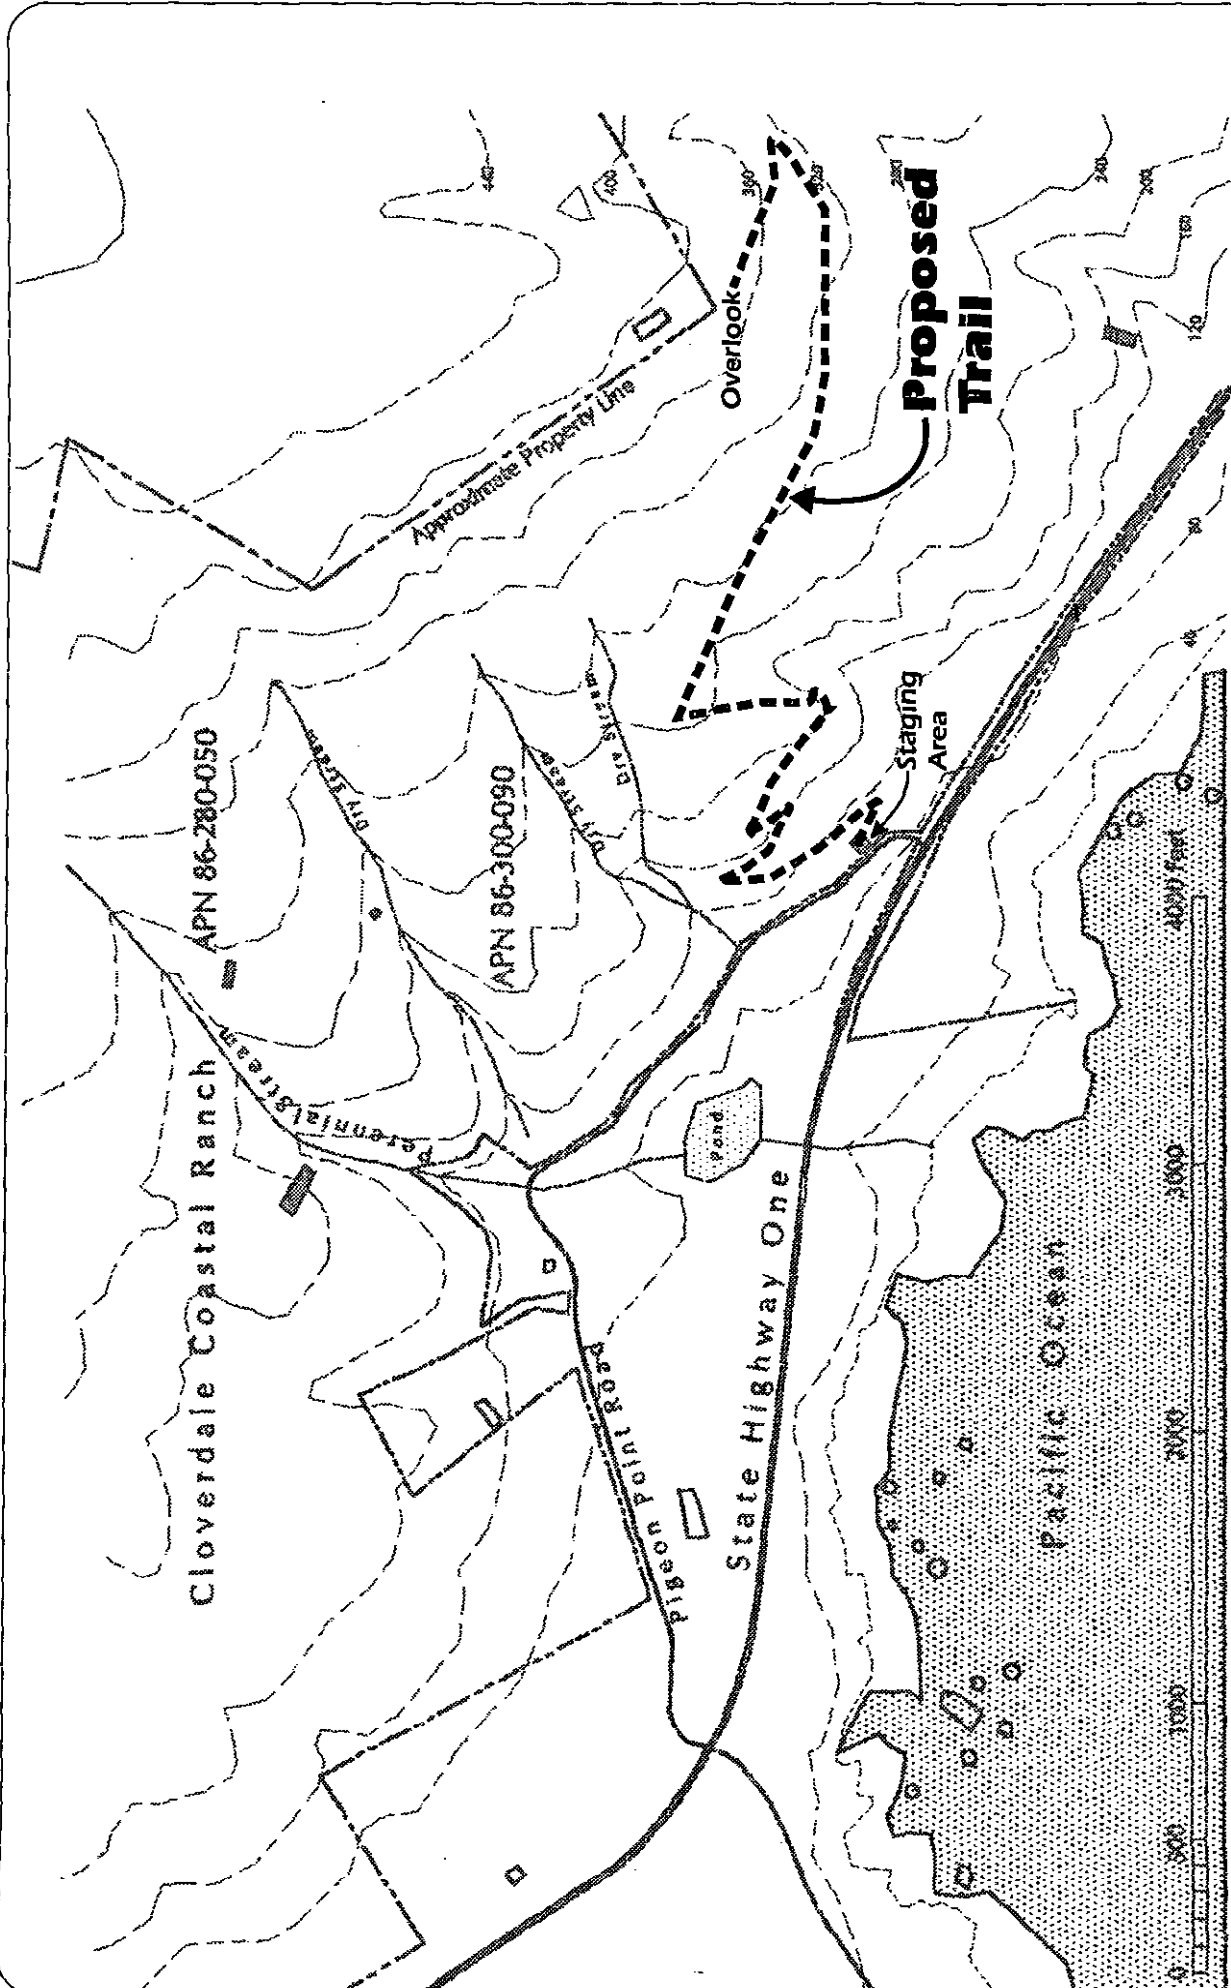 Cloverdale Coastal Ranch
APN 86-280-050
APN 86-300-090
Approximate Property Line
Perennial Stream
Dry Stream
Dry Stream
Dry Stream
Overlook
Proposed
Trail
Staging
Area
Pond
Pigeon Point Road
State Highway One
Pacific Ocean
440
400
360
320
280
240
200
160
120
80
40
0
500
1000
2000
3000
4000 Feet